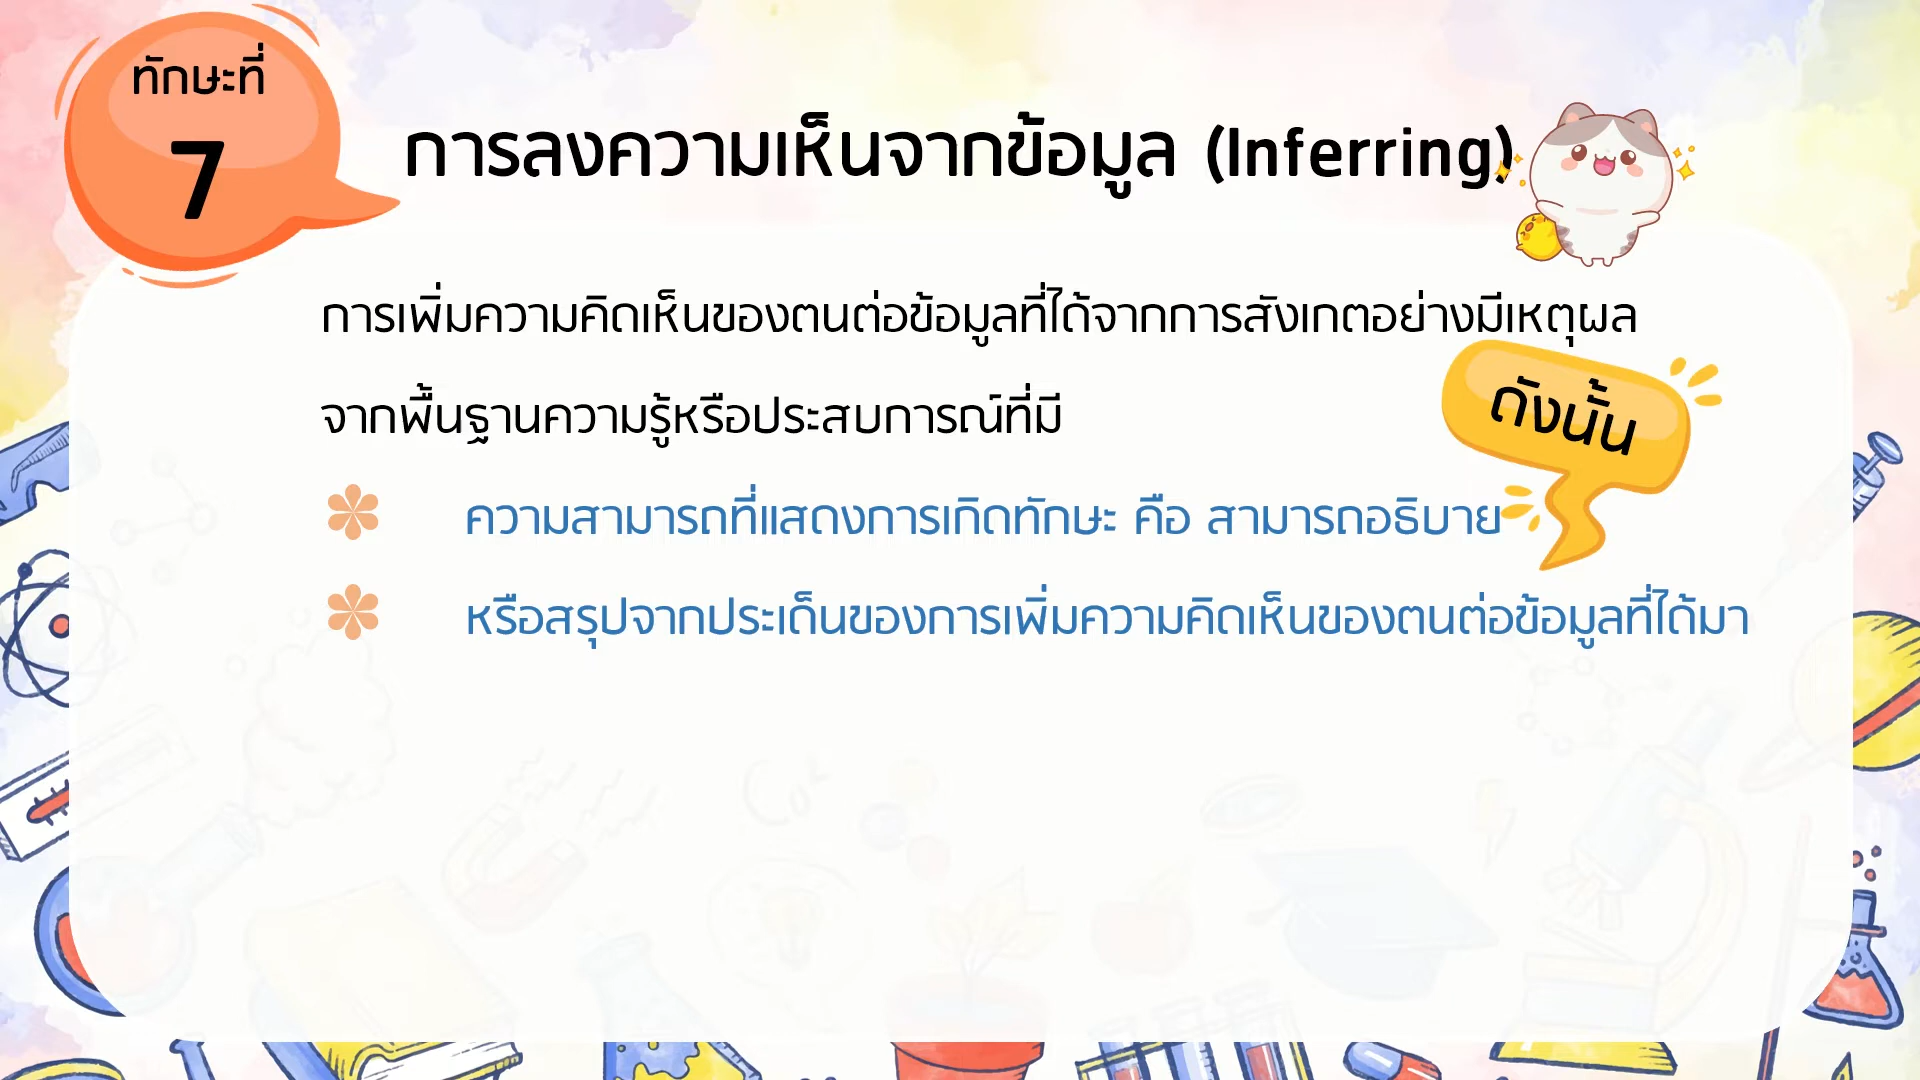 ทักษะที่
7
การลงความเห็นจากข้อมูล (Inferring)
การเพิ่มความคิดเห็นของตนต่อข้อมูลที่ได้จากการสังเกตอย่างมีเหตุผล
จากพื้นฐานความรู้หรือประสบการณ์ที่มี
ดังนั้น
ความสามารถที่แสดงการเกิดทักษะ คือ สามารถอธิบาย
หรือสรุปจากประเด็นของการเพิ่มความคิดเห็นของตนต่อข้อมูลที่ได้มา